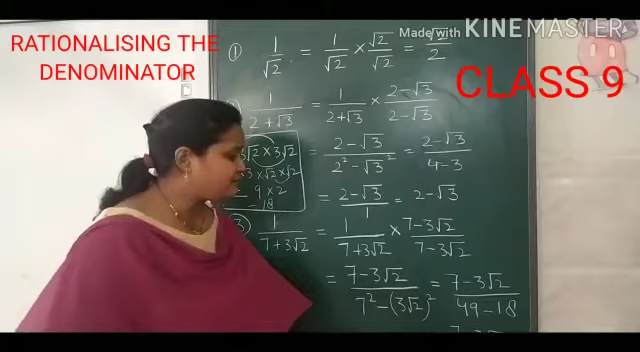 RATIONALISING THE
DENOMINATOR
Made with KINEMASTER
CLASS 9
① 1/√2 = 1/√2 × √2/√2 = √2/2
1/(2+√3) = 1/(2+√3) × (2-√3)/(2-√3)
3√2 × 3√2
= (2-√3)/(2² - √3²) = (2-√3)/(4-3)
×3 × √2 × √2
9 × 2
18
= (2-√3)/1 = 2-√3
3) 1/(7+3√2) = 1/(7+3√2) × (7-3√2)/(7-3√2)
= (7-3√2)/(7² - (3√2)²) = (7-3√2)/(49-18)